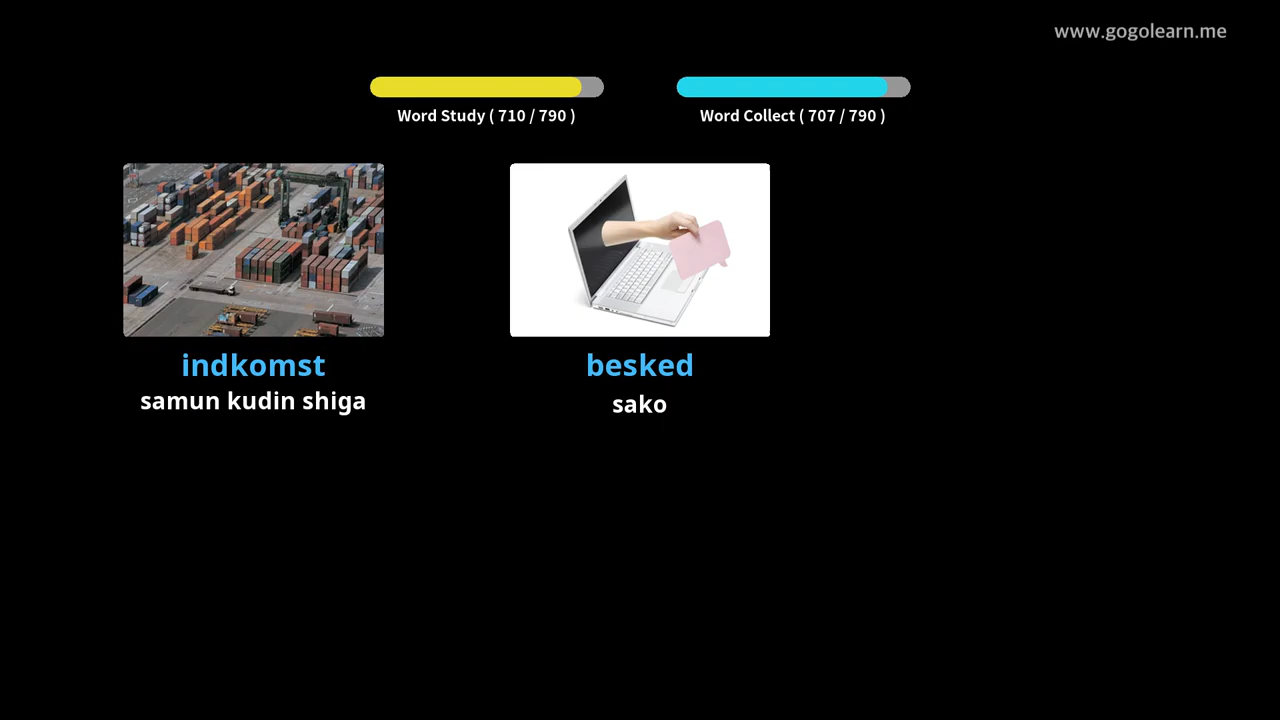 www.gogolearn.me
Word Study ( 710 / 790 )
Word Collect ( 707 / 790 )
indkomst
samun kudin shiga
besked
sako